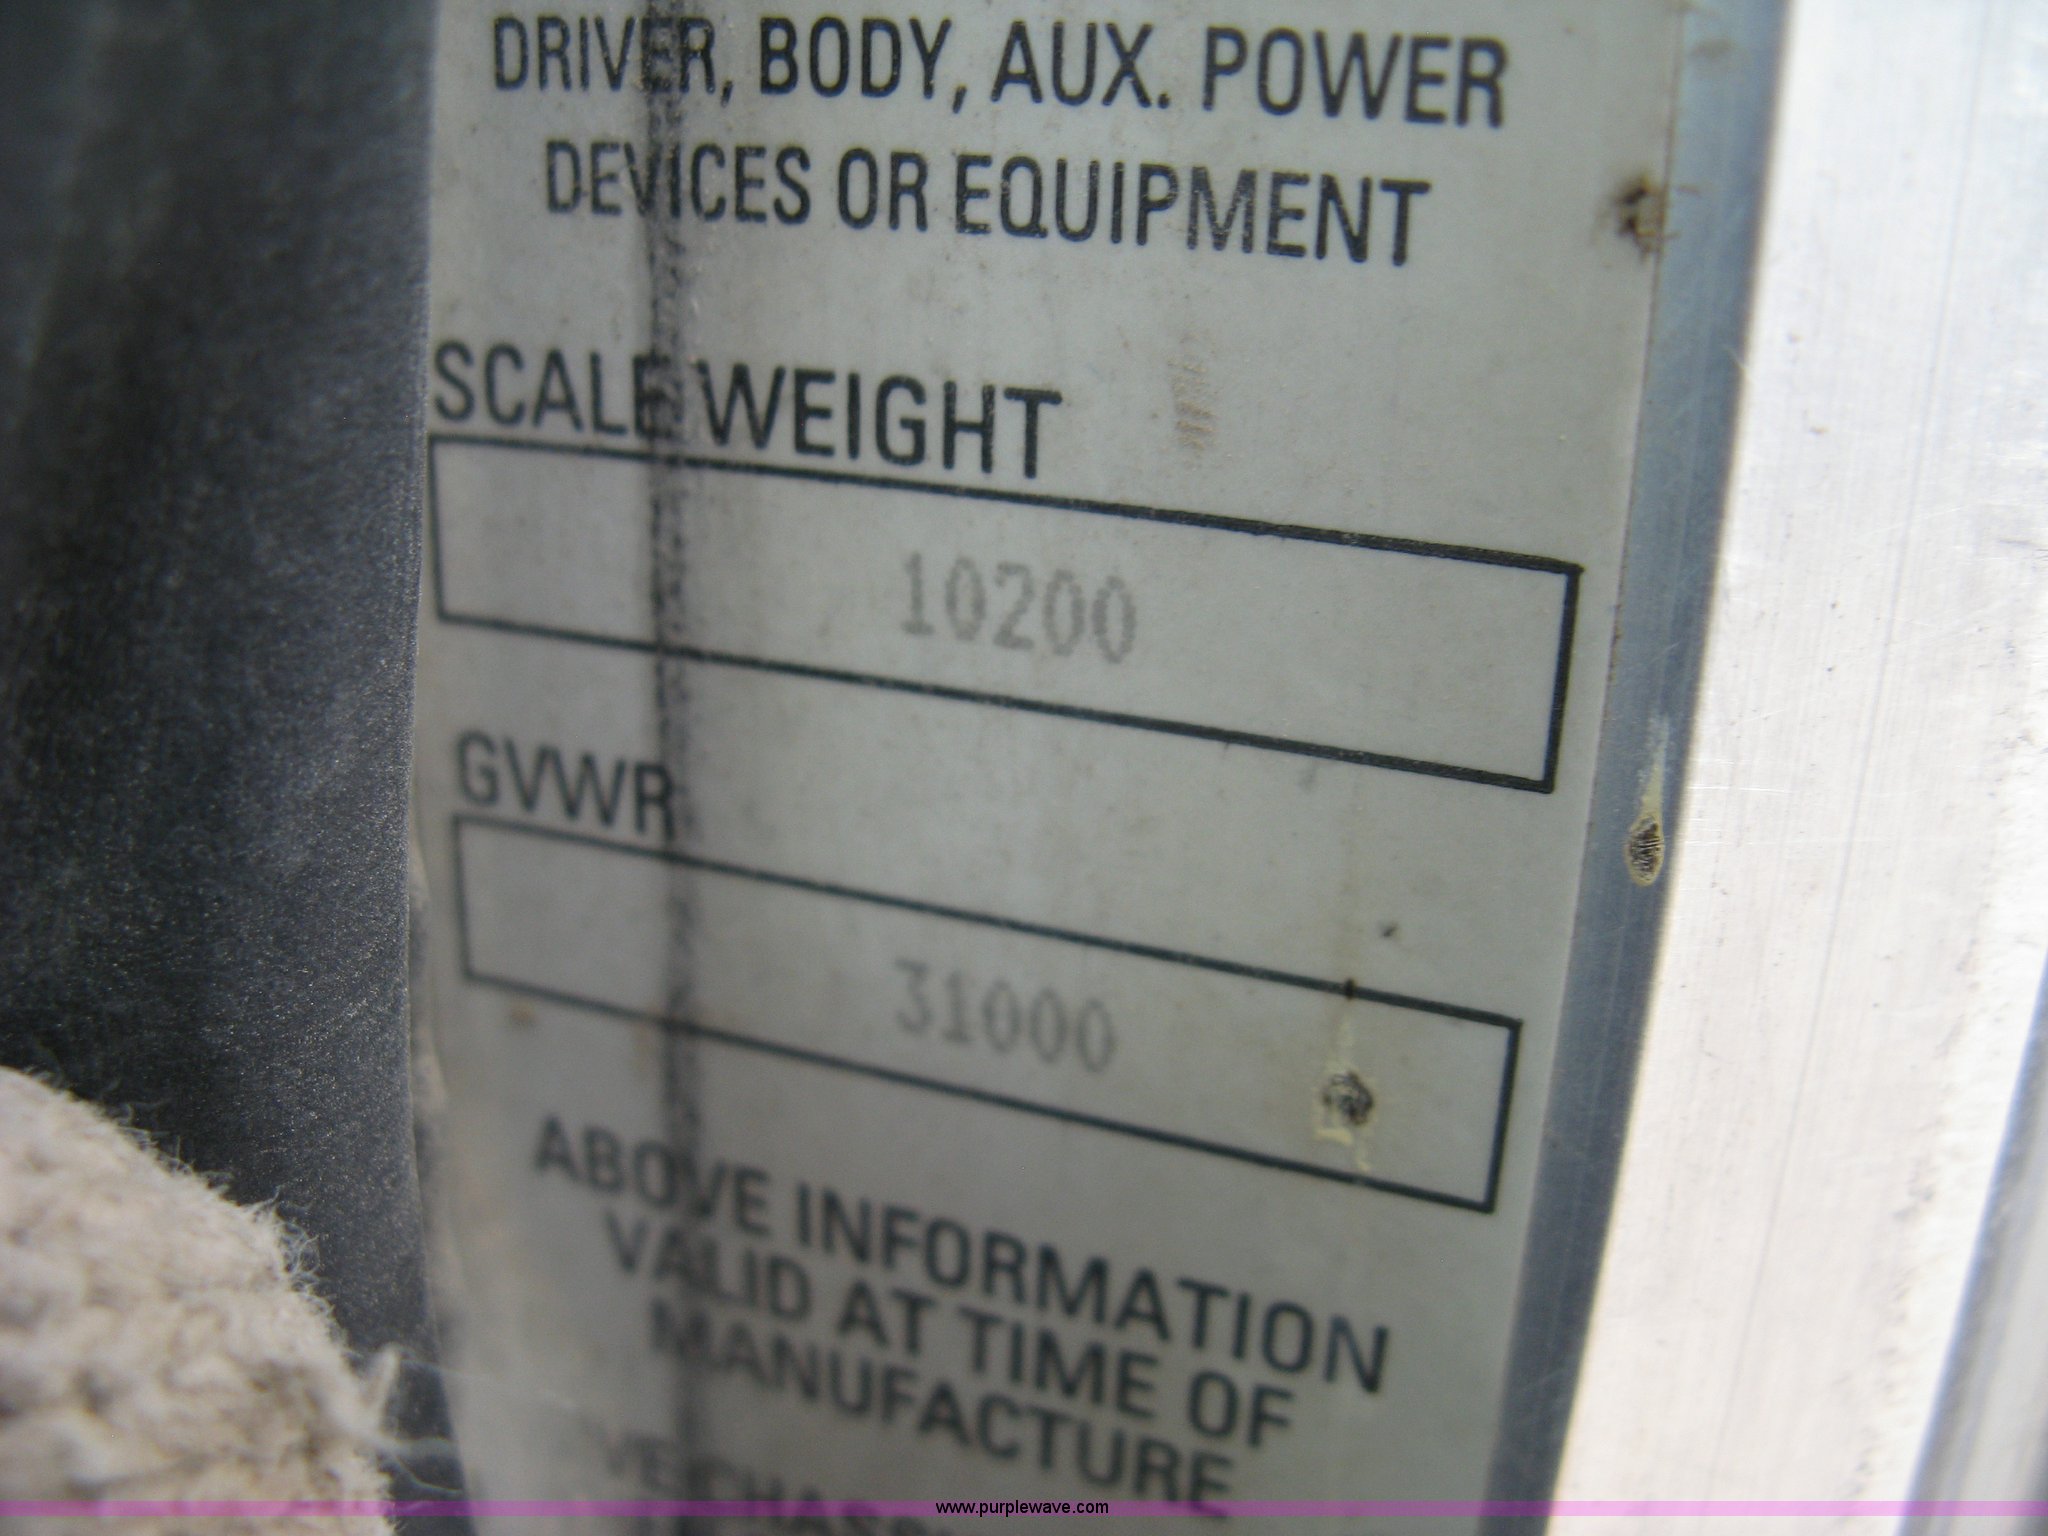 DRIVER, BODY, AUX. POWER
DEVICES OR EQUIPMENT
SCALE WEIGHT
10200
GVWR
31000
ABOVE INFORMATION
VALID AT TIME OF
MANUFACTURE
www.purplewave.com